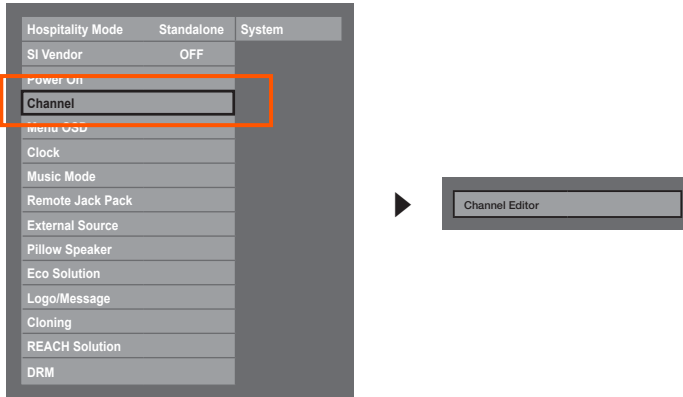 Hospitality Mode Standalone System
SI Vendor OFF
Power On
Channel
Menu OSD
Clock
Music Mode
Remote Jack Pack
External Source
Pillow Speaker
Eco Solution
Logo/Message
Cloning
REACH Solution
DRM
Channel Editor